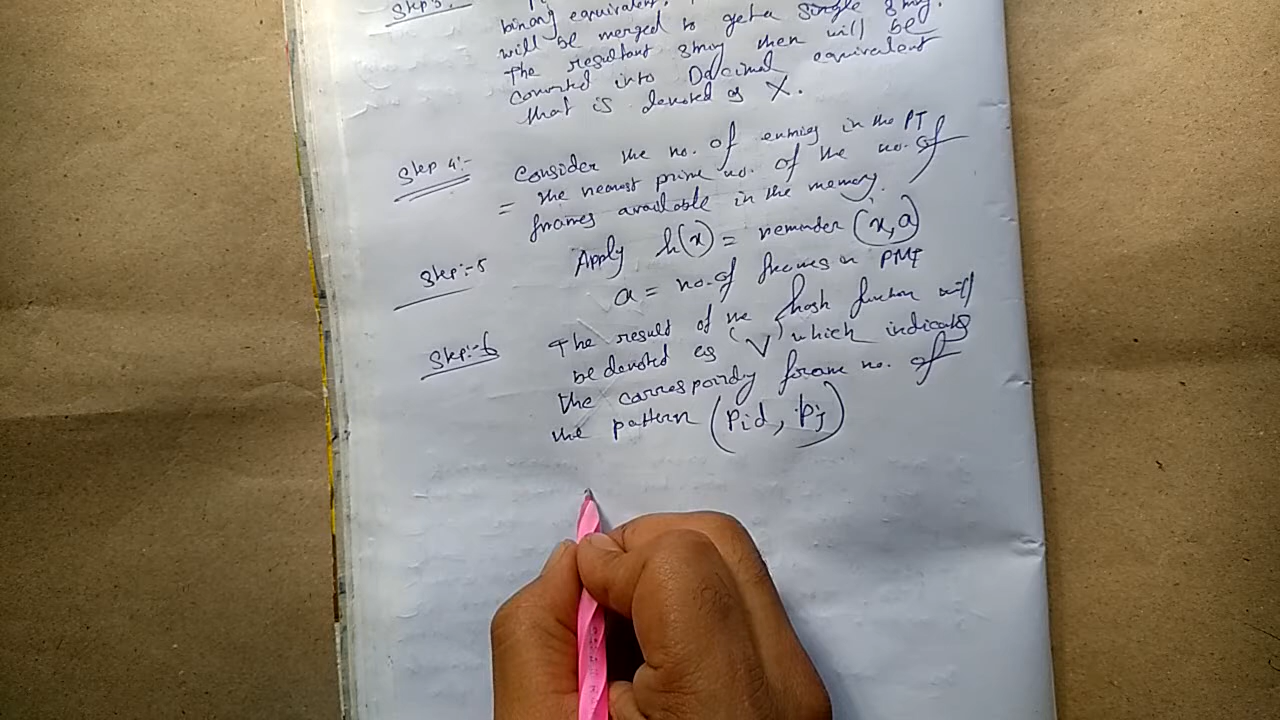 Step 3:-
binary equivalent.
will be merged to get a single string.
The resultant string then will be
converted into Decimal equivalent
that is denoted as X.
Step 4:- Consider the no. of entries in the PT
= the nearest prime no. of the no. of
frames available in the memory.
Step:-5 Apply h(x) = reminder (x, a)
a = no. of frames in PMT
Step:-6 The result of the hash function will
be denoted as (V) which indicates
the correspondy frame no. of
the pattern (Pid, Pj)